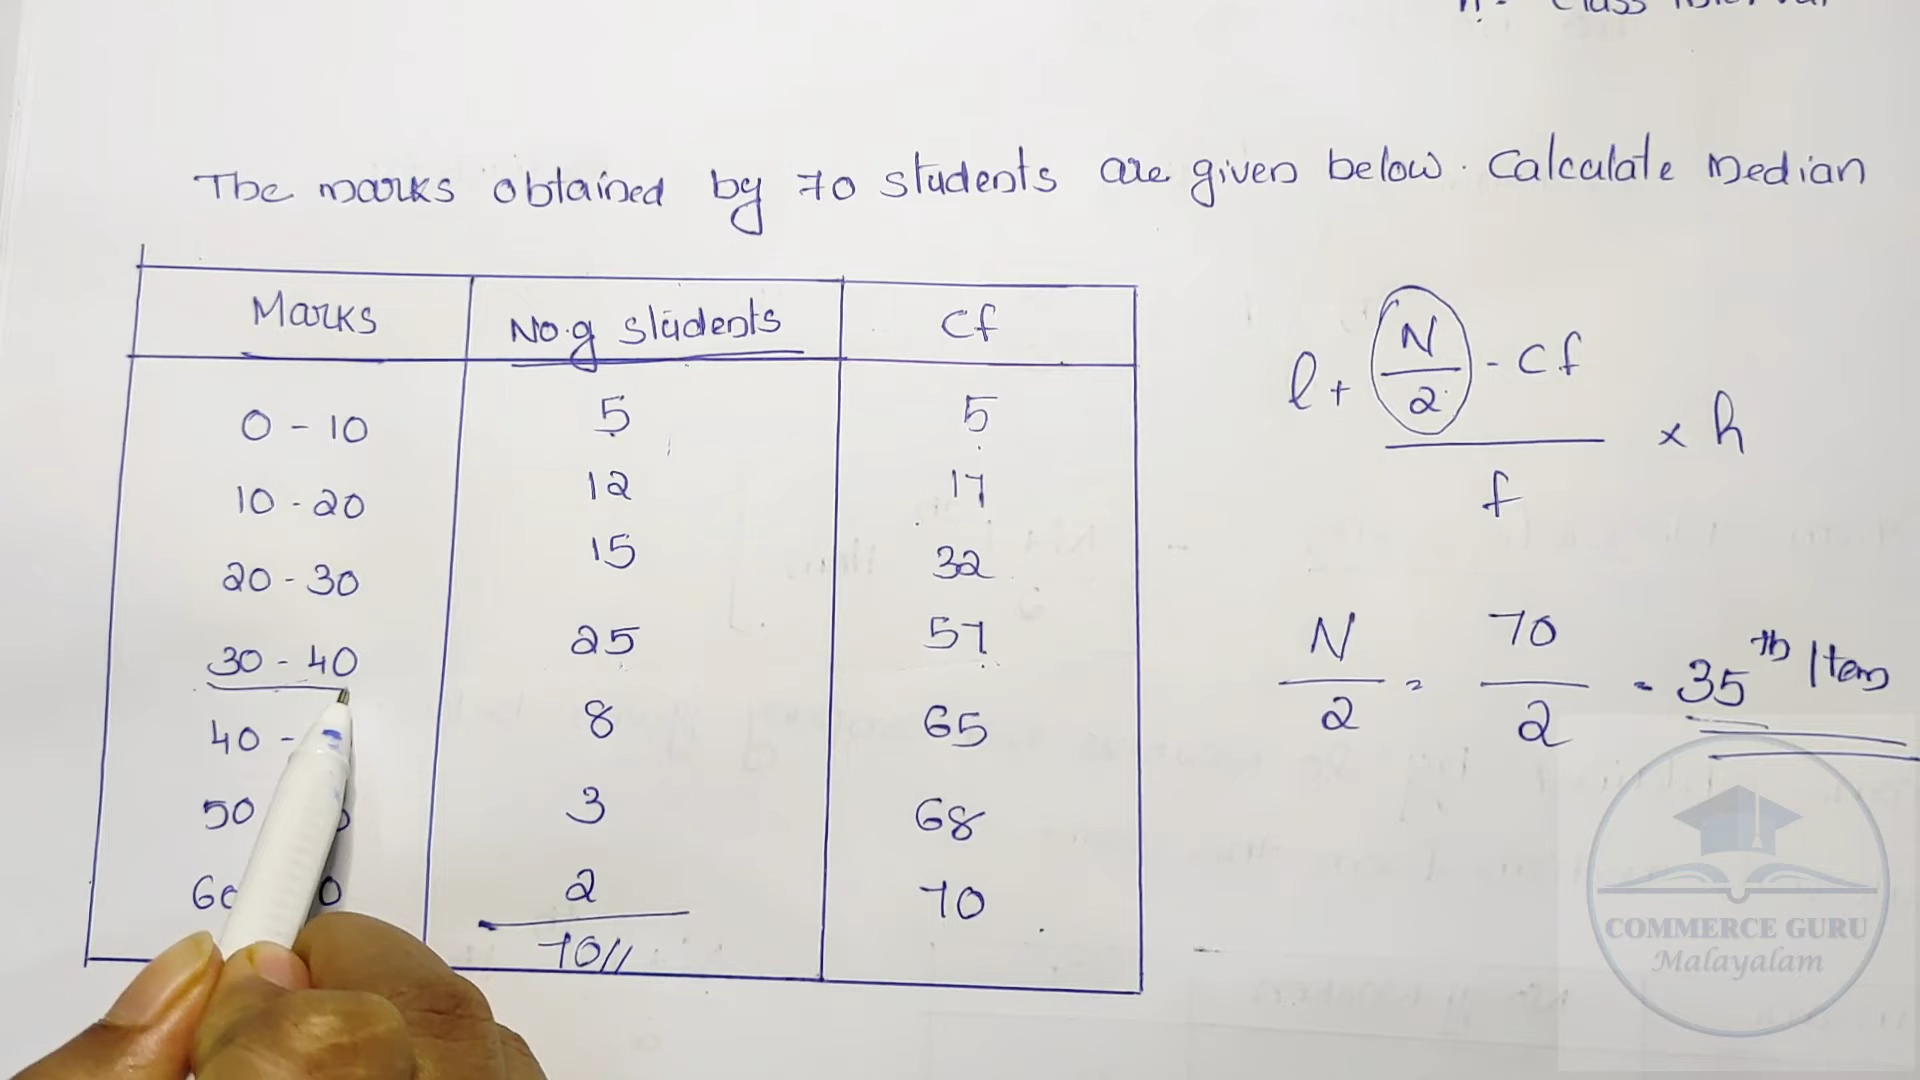 The marks obtained by 70 students are given below. Calculate Median
Marks No.of students Cf
0 - 10 5 5
10 - 20 12 17
20 - 30 15 32
30 - 40 25 57
40 - 8 65
50 3 68
2 70
70//
l + N/2 - cf
f
× h
N/2 = 70/2 = 35th Item
COMMERCE GURU
Malayalam